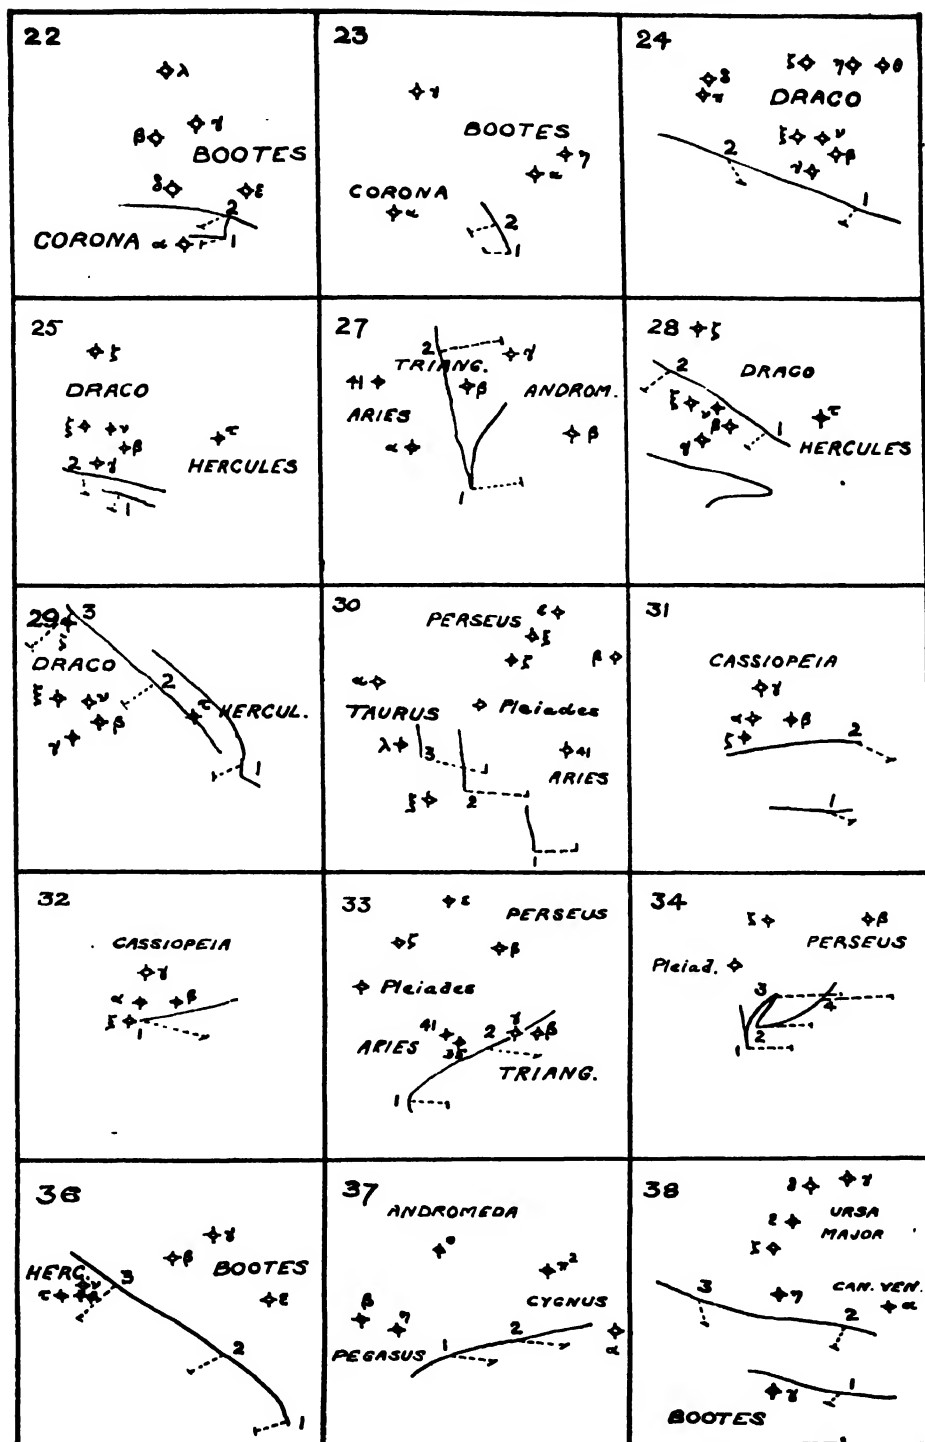 22
λ
β γ
BOOTES
δ ε
2
CORONA α 1
23
γ
BOOTES
η
α
CORONA
α
2
1
24
δ
γ
ζ η θ
DRACO
2
ξ ν
β
γ
1
25
ζ
DRACO
ξ ν
β
τ
2 γ
HERCULES
1
27
2
γ
TRIANG.
41 β
ANDROM.
ARIES
α β
1
28 ζ
2
DRACO
ξ ν
β τ
γ 1
HERCULES
29 3
ξ
DRACO
2
ξ ν τ
HERCUL.
β
γ
1
30
ε
PERSEUS
ξ
ζ β
α
TAURUS
Pleiades
λ 3
41
ARIES
ξ 2
1
31
CASSIOPEIA
γ
α β 2
ζ
1
32
CASSIOPEIA
γ
α β
ζ
1
33 ε
PERSEUS
ζ β
Pleiades
41 2 γ β
ARIES
35
TRIANG.
1
34
ζ β
PERSEUS
Pleiad.
3
4
2
1
36
γ
β
BOOTES
HERC. 3
ν
τ
ε
2
1
37
ANDROMEDA
ο
π²
CYGNUS
β
η
1 2
PEGASUS
α
38
δ γ
URSA
ε
MAJOR
ζ
3 η
CAN. VEN.
2 α
1
γ
BOOTES